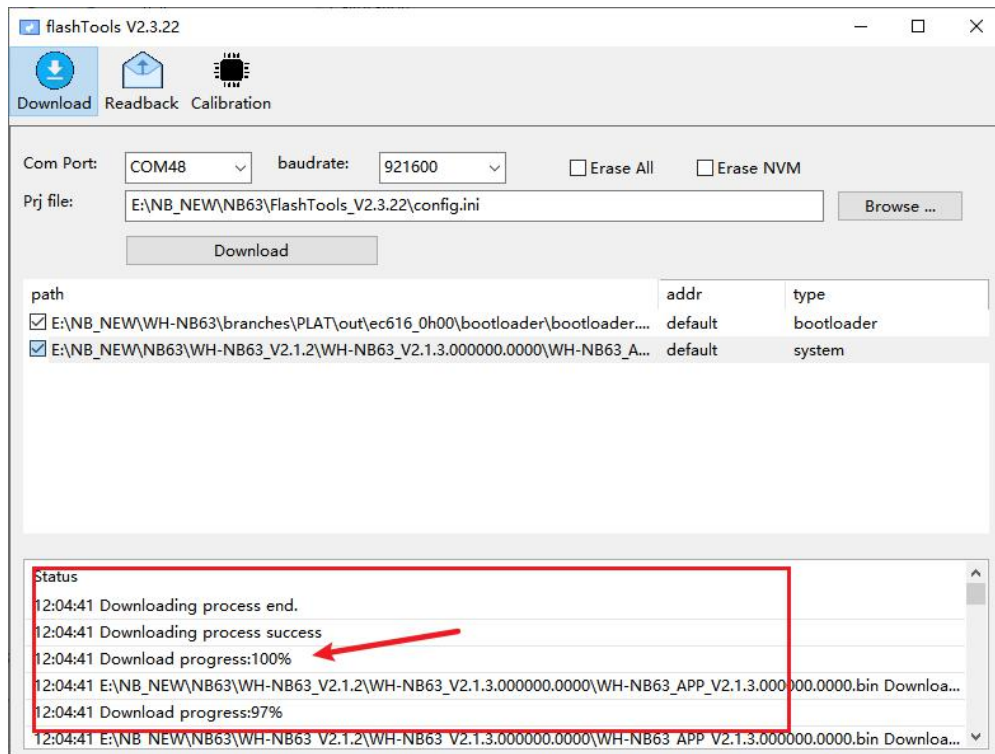 flashTools V2.3.22
Download Readback Calibration
Com Port: COM48 baudrate: 921600 Erase All Erase NVM
Prj file: E:\NB_NEW\NB63\FlashTools_V2.3.22\config.ini Browse ...
Download
path addr type
E:\NB_NEW\WH-NB63\branches\PLAT\out\ec616_0h00\bootloader\bootloader.... default bootloader
E:\NB_NEW\NB63\WH-NB63_V2.1.2\WH-NB63_V2.1.3.000000.0000\WH-NB63_A... default system
Status
12:04:41 Downloading process end.
12:04:41 Downloading process success
12:04:41 Download progress:100%
12:04:41 E:\NB_NEW\NB63\WH-NB63_V2.1.2\WH-NB63_V2.1.3.000000.0000\WH-NB63_APP_V2.1.3.000000.0000.bin Downloa...
12:04:41 Download progress:97%
12:04:41 E:\NB_NEW\NB63\WH-NB63_V2.1.2\WH-NB63_V2.1.3.000000.0000\WH-NB63_APP_V2.1.3.000000.0000.bin Downloa...